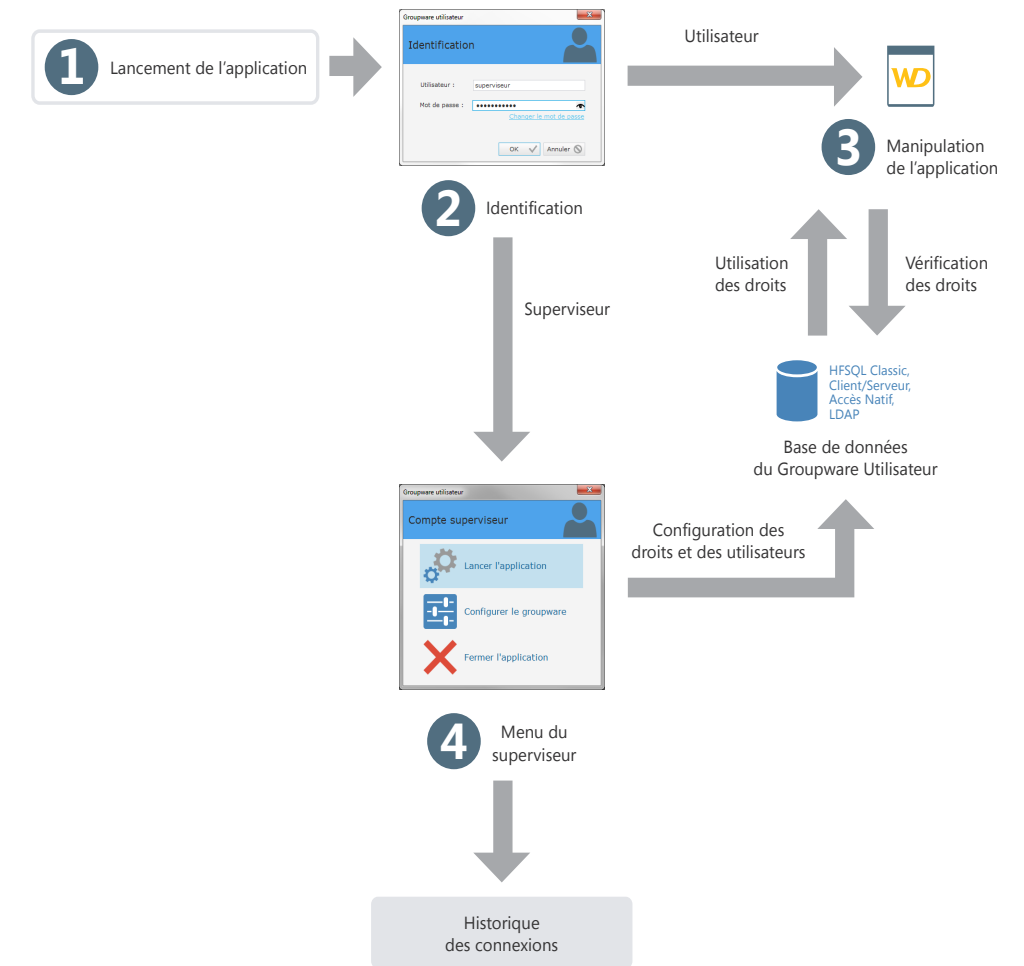 1
Lancement de l'application
Groupware utilisateur
Identification
Utilisateur :
superviseur
Mot de passe :
Changer le mot de passe
OK
Annuler
Utilisateur
WD
3
Manipulation
de l'application
2
Identification
Superviseur
Utilisation
des droits
Vérification
des droits
HFSQL Classic,
Client/Serveur,
Accès Natif,
LDAP
Base de données
du Groupware Utilisateur
Groupware utilisateur
Compte superviseur
Lancer l'application
Configurer le groupware
Fermer l'application
Configuration des
droits et des utilisateurs
4
Menu du
superviseur
Historique
des connexions